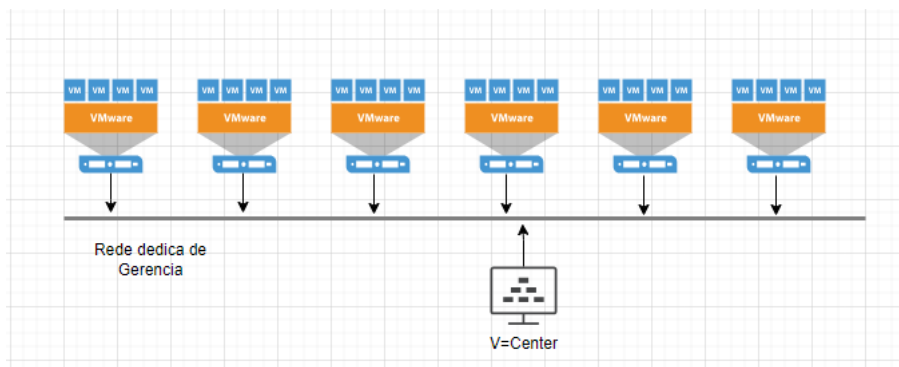 VM VM VM VM VM VM VM VM VM VM VM VM VM VM VM VM VM VM VM VM VM VM VM VM
VMware VMware VMware VMware VMware VMware
Rede dedica de
Gerencia
V=Center